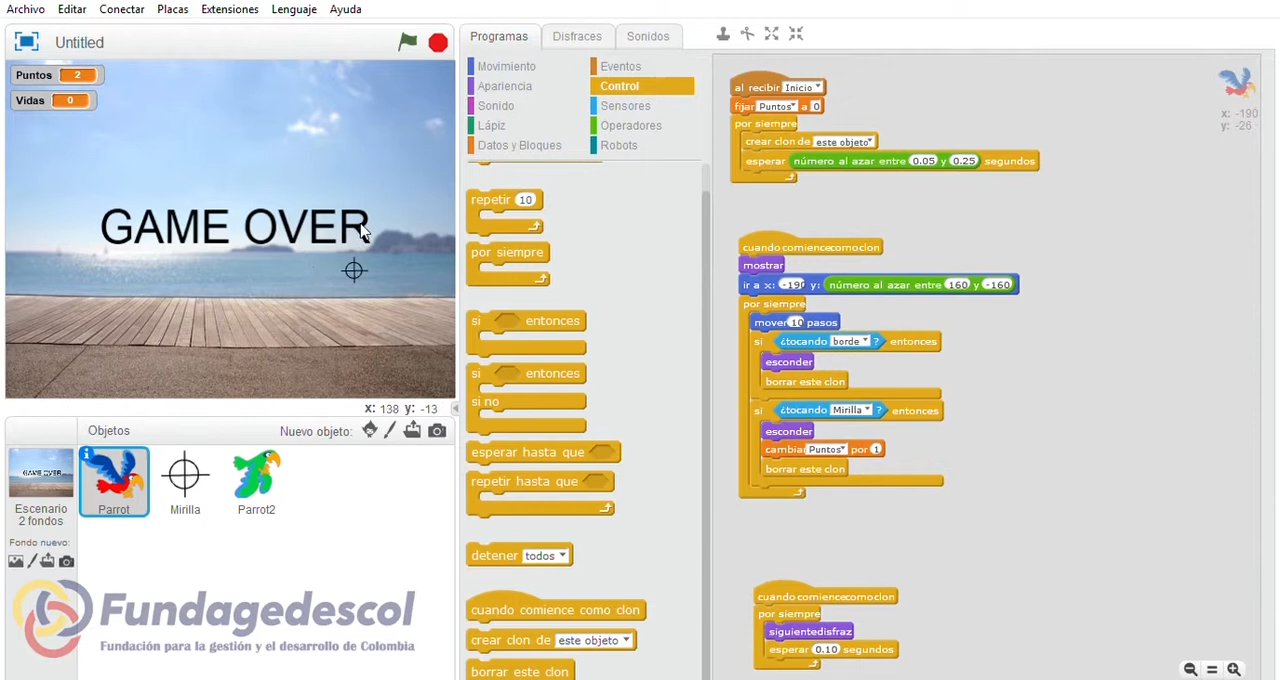 Archivo Editar Conectar Placas Extensiones Lenguaje Ayuda
Untitled
Puntos 2
Vidas 0
GAME OVER
x: 138 y: -13
Objetos
Nuevo objeto:
Escenario
2 fondos
Fondo nuevo:
GAME OVER
Parrot
Mirilla
Parrot2
Fundagedescol
Fundación para la gestión y el desarrollo de Colombia
Programas Disfraces Sonidos
Movimiento
Apariencia
Sonido
Lápiz
Datos y Bloques
Eventos
Control
Sensores
Operadores
Robots
repetir 10
por siempre
si entonces
si entonces
si no
esperar hasta que
repetir hasta que
detener todos
cuando comience como clon
crear clon de este objeto
borrar este clon
al recibir Inicio
fijar Puntos a 0
por siempre
crear clon de este objeto
esperar número al azar entre 0.05 y 0.25 segundos
cuando comience como clon
mostrar
ir a x: -190 y: número al azar entre 160 y -160
por siempre
mover 10 pasos
si ¿tocando borde ? entonces
esconder
borrar este clon
si ¿tocando Mirilla ? entonces
esconder
cambiar Puntos por 1
borrar este clon
cuando comience como clon
por siempre
siguiente disfraz
esperar 0.10 segundos
x: -190
y: -26